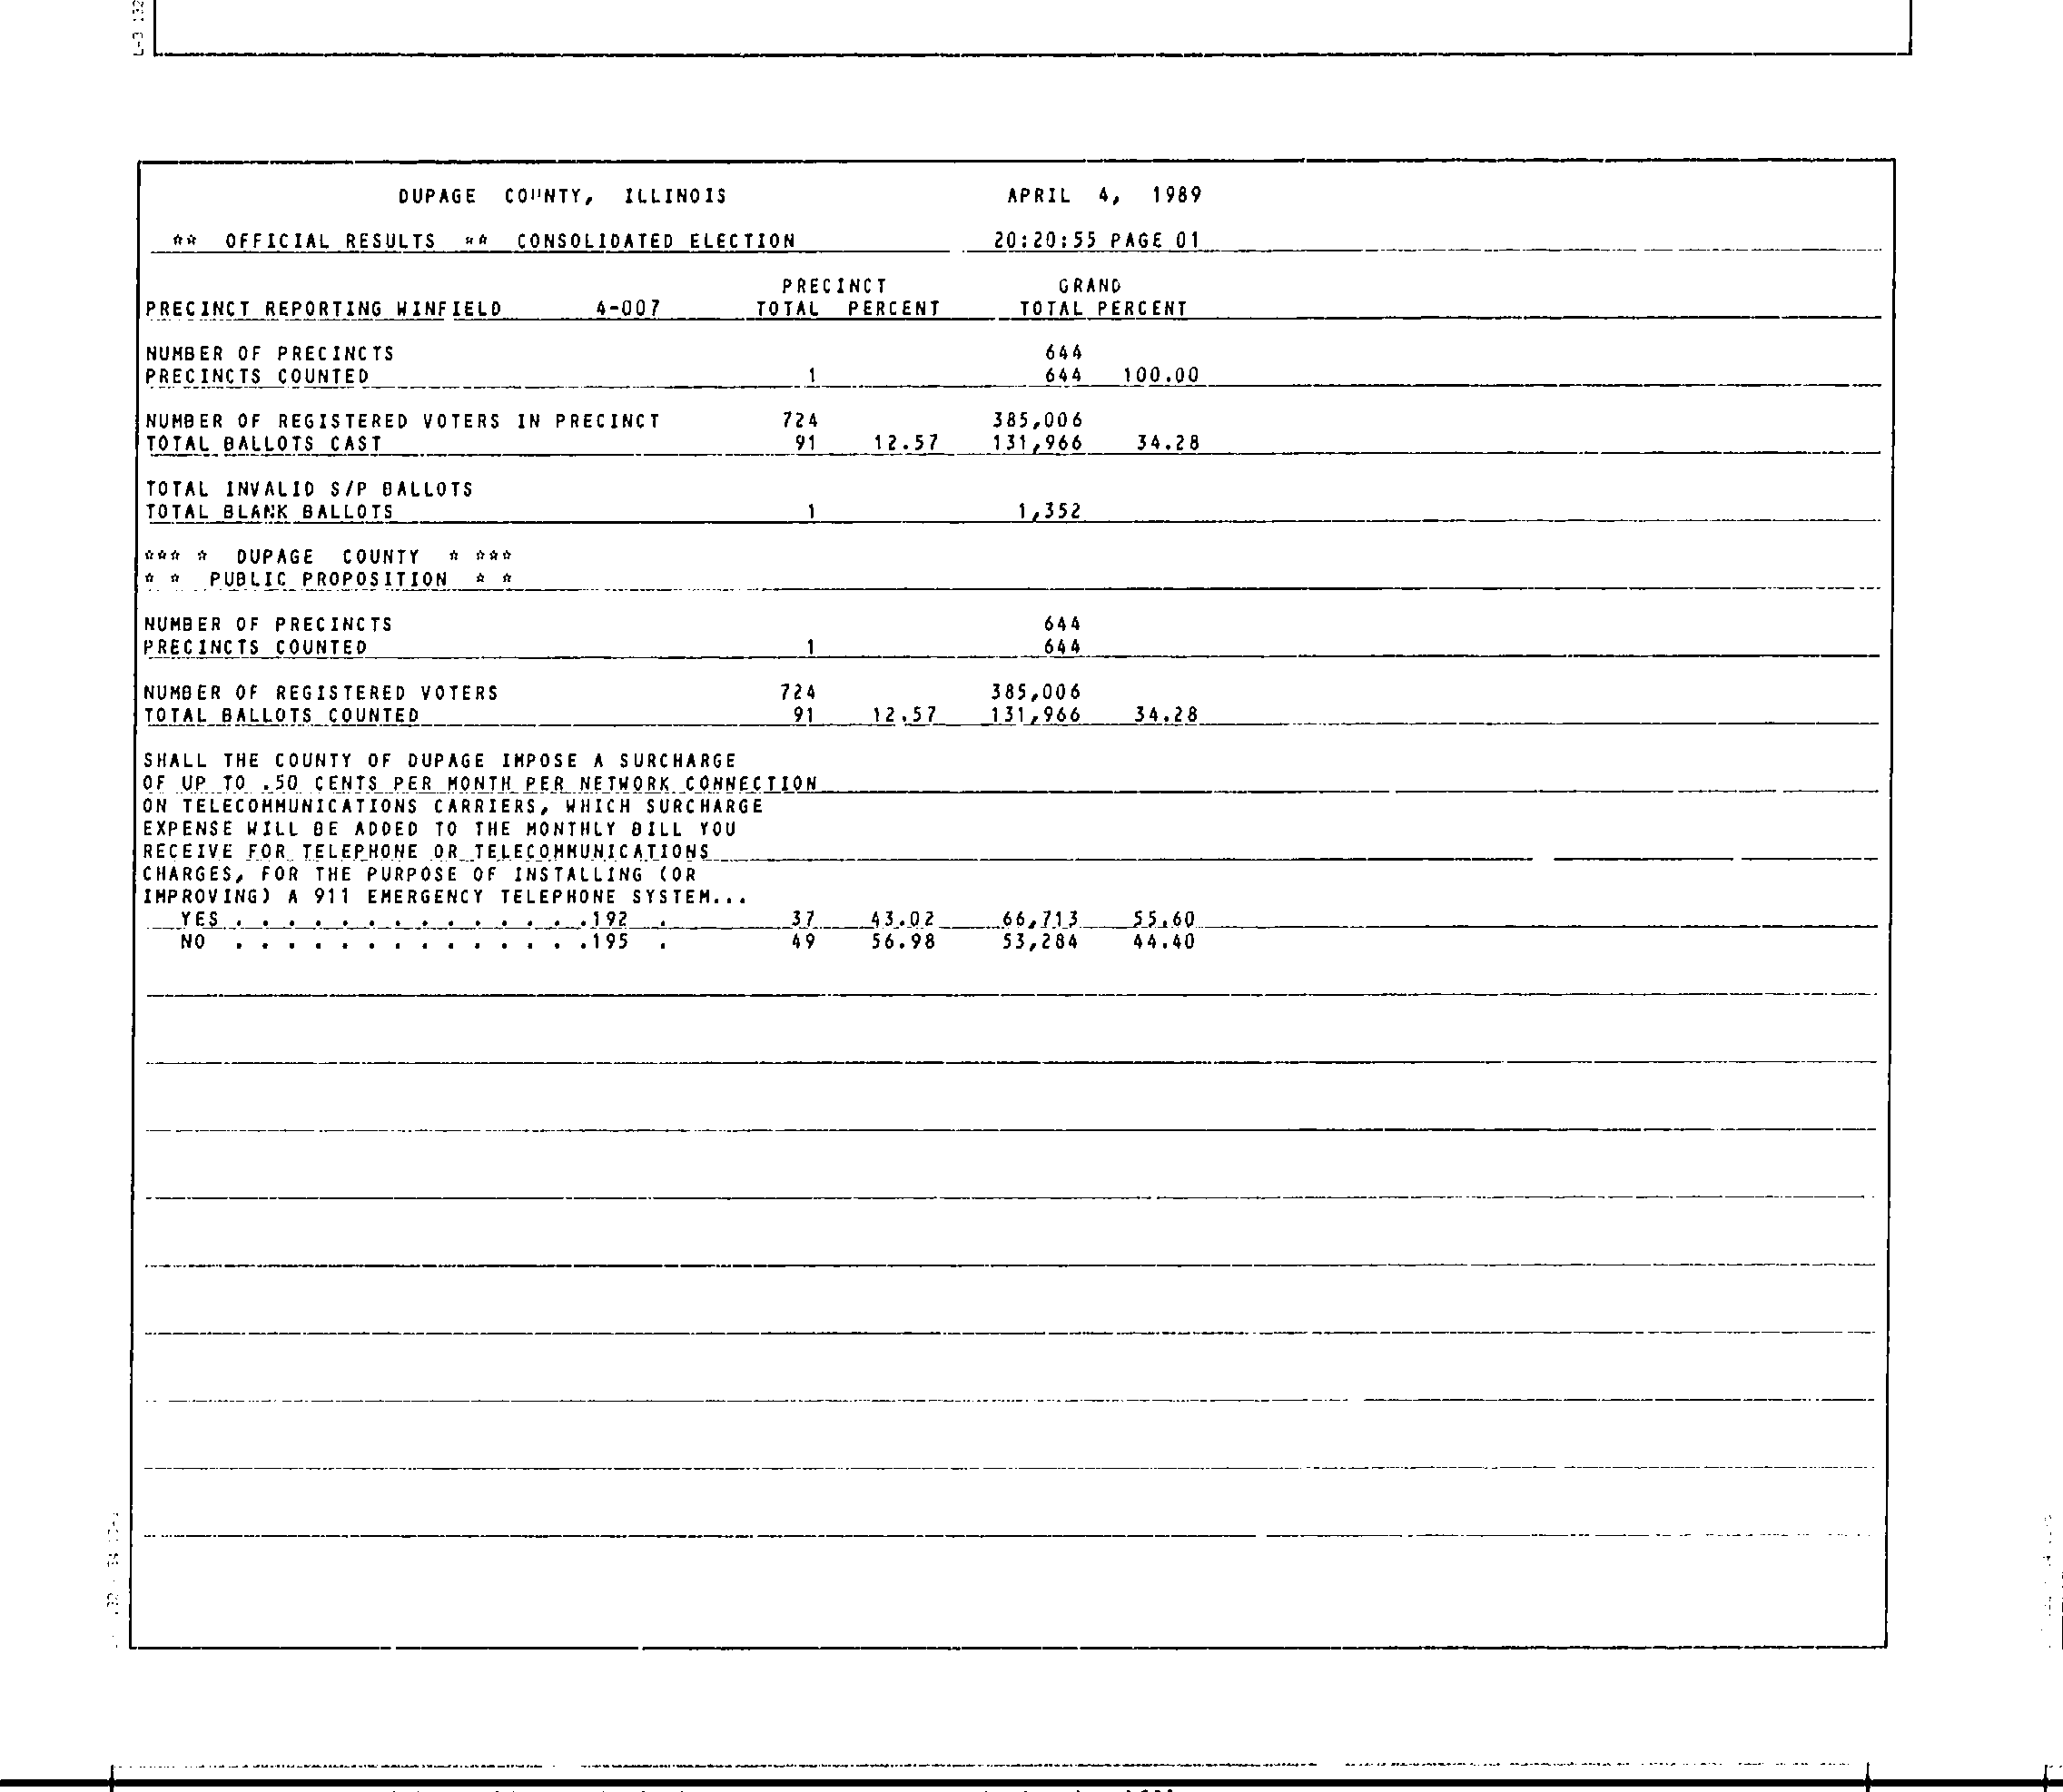 DUPAGE COUNTY, ILLINOIS APRIL 4, 1989
** OFFICIAL RESULTS ** CONSOLIDATED ELECTION 20:20:55 PAGE 01
PRECINCT GRAND
PRECINCT REPORTING WINFIELD 4-007 TOTAL PERCENT TOTAL PERCENT
NUMBER OF PRECINCTS 644
PRECINCTS COUNTED 1 644 100.00
NUMBER OF REGISTERED VOTERS IN PRECINCT 724 385,006
TOTAL BALLOTS CAST 91 12.57 131,966 34.28
TOTAL INVALID S/P BALLOTS
TOTAL BLANK BALLOTS 1 1,352
*** * DUPAGE COUNTY * ***
* * PUBLIC PROPOSITION * *
NUMBER OF PRECINCTS 644
PRECINCTS COUNTED 1 644
NUMBER OF REGISTERED VOTERS 724 385,006
TOTAL BALLOTS COUNTED 91 12.57 131,966 34.28
SHALL THE COUNTY OF DUPAGE IMPOSE A SURCHARGE
OF UP TO .50 CENTS PER MONTH PER NETWORK CONNECTION
ON TELECOMMUNICATIONS CARRIERS, WHICH SURCHARGE
EXPENSE WILL BE ADDED TO THE MONTHLY BILL YOU
RECEIVE FOR TELEPHONE OR TELECOMMUNICATIONS
CHARGES, FOR THE PURPOSE OF INSTALLING (OR
IMPROVING) A 911 EMERGENCY TELEPHONE SYSTEM...
YES . . . . . . . . . . . . . .192 . 37 43.02 66,713 55.60
NO . . . . . . . . . . . . . .195 . 49 56.98 53,284 44.40